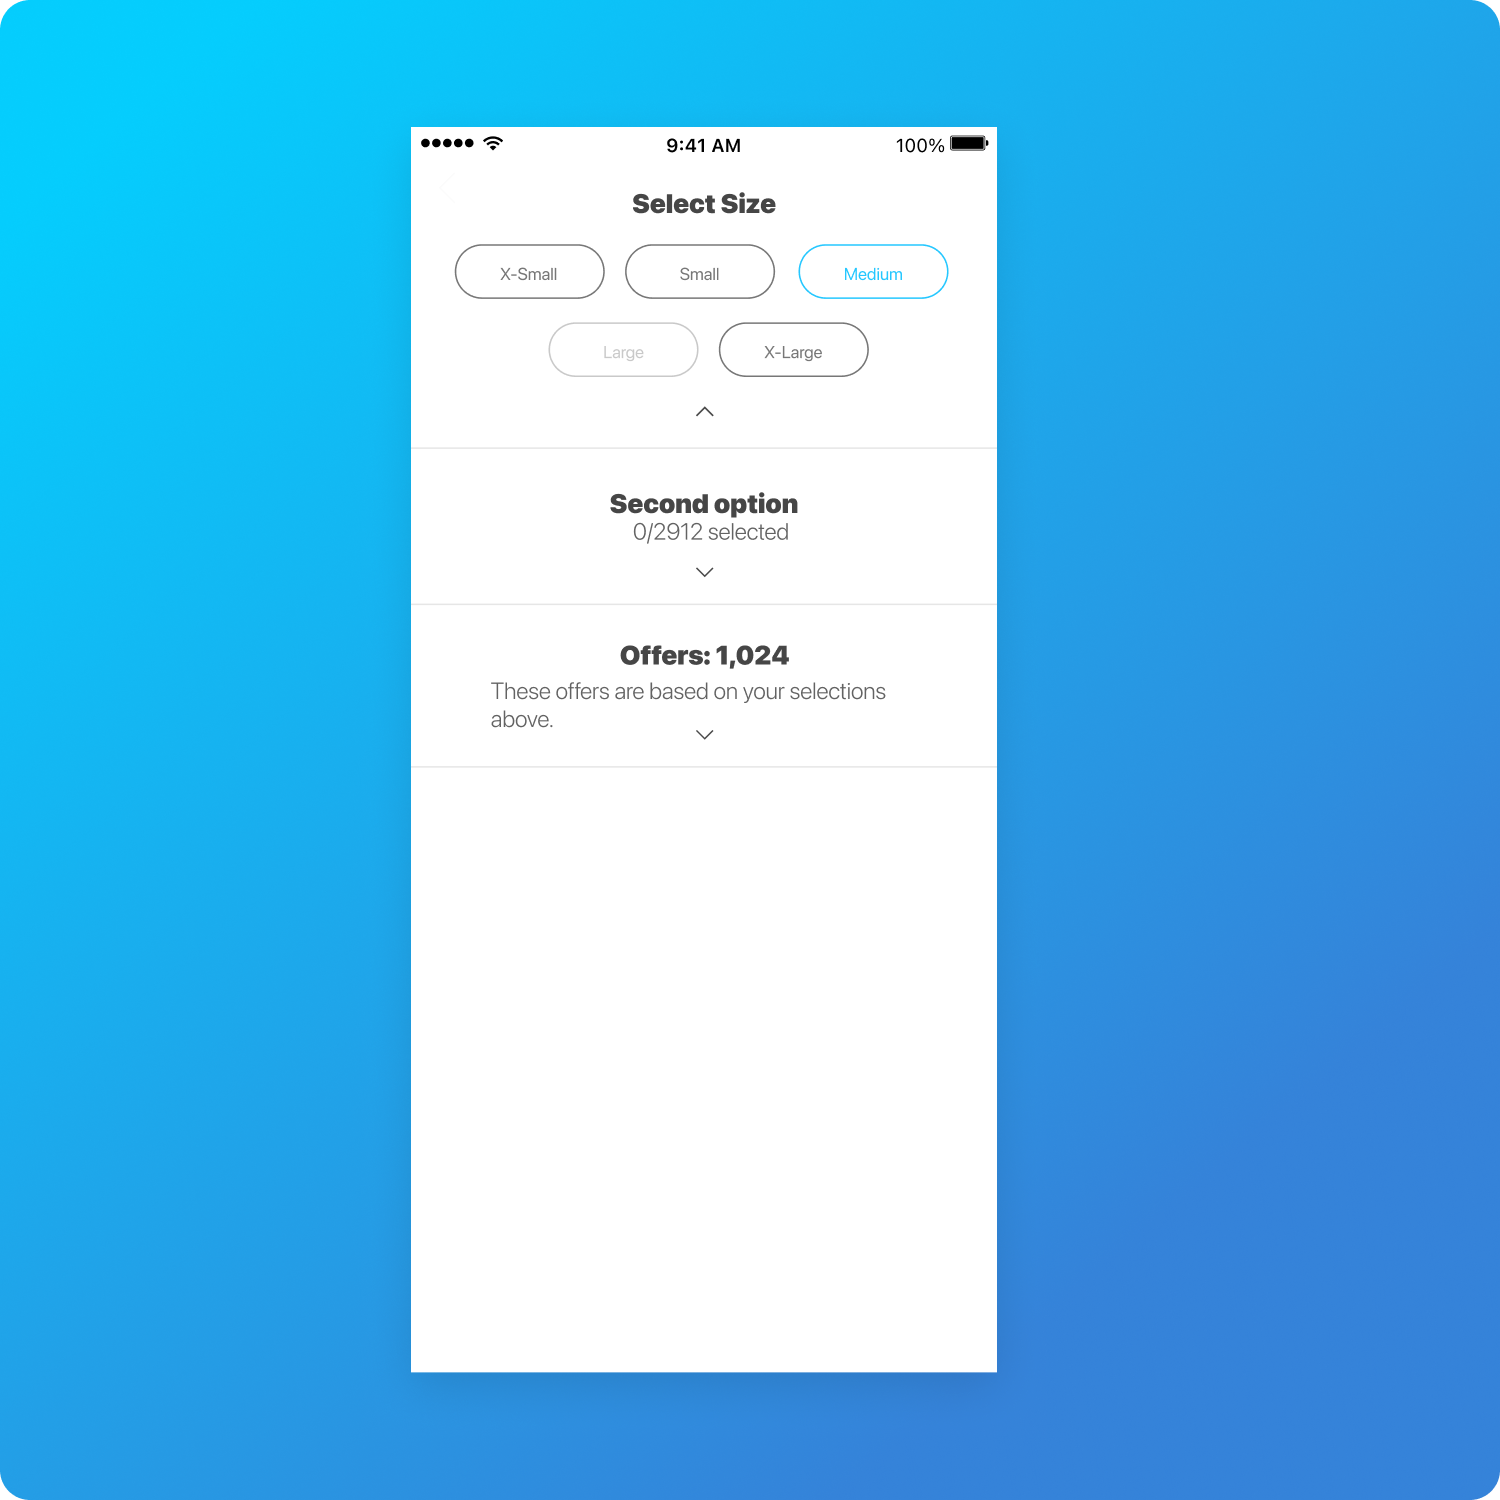 9:41 AM 100%
Select Size
X-Small Small Medium
Large X-Large
Second option
0/2912 selected
Offers: 1,024
These offers are based on your selections
above.